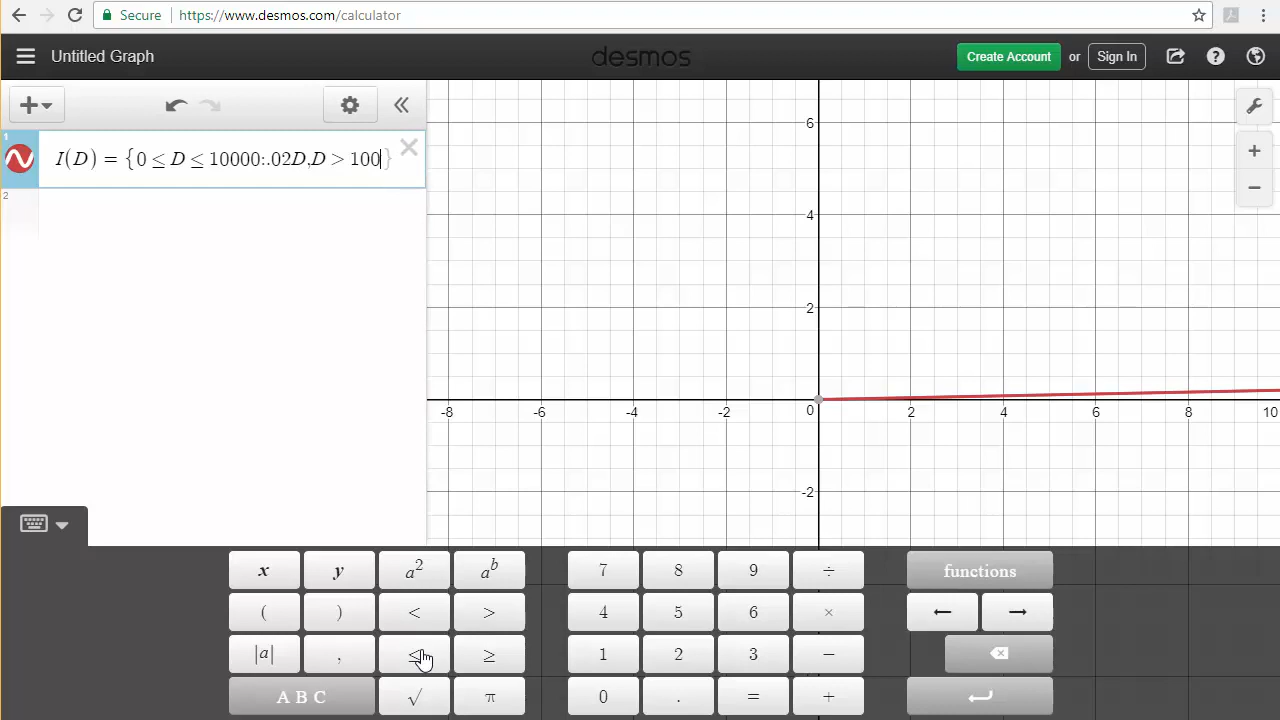 Secure https://www.desmos.com/calculator
Untitled Graph desmos Create Account or Sign In ?
1
I(D) = {0 ≤ D ≤ 10000:.02D,D > 100}
2
6
4
2
-8 -6 -4 -2 0 2 4 6 8 10
-2
x y a² aᵇ 7 8 9 ÷ functions
( ) < > 4 5 6 × ← →
|a| , ≤ ≥ 1 2 3 −
A B C √ π 0 . = +